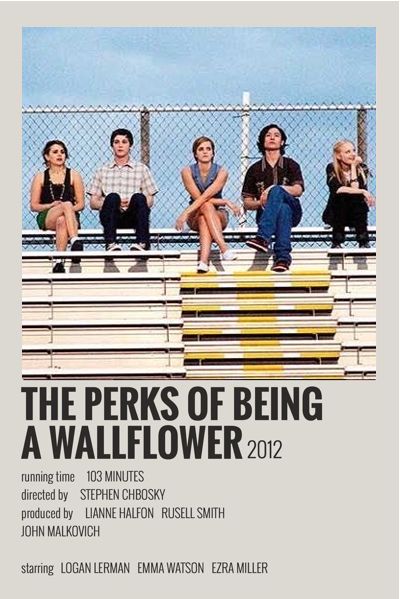 THE PERKS OF BEING
A WALLFLOWER 2012
running time 103 MINUTES
directed by STEPHEN CHBOSKY
produced by LIANNE HALFON RUSELL SMITH
JOHN MALKOVICH
starring LOGAN LERMAN EMMA WATSON EZRA MILLER